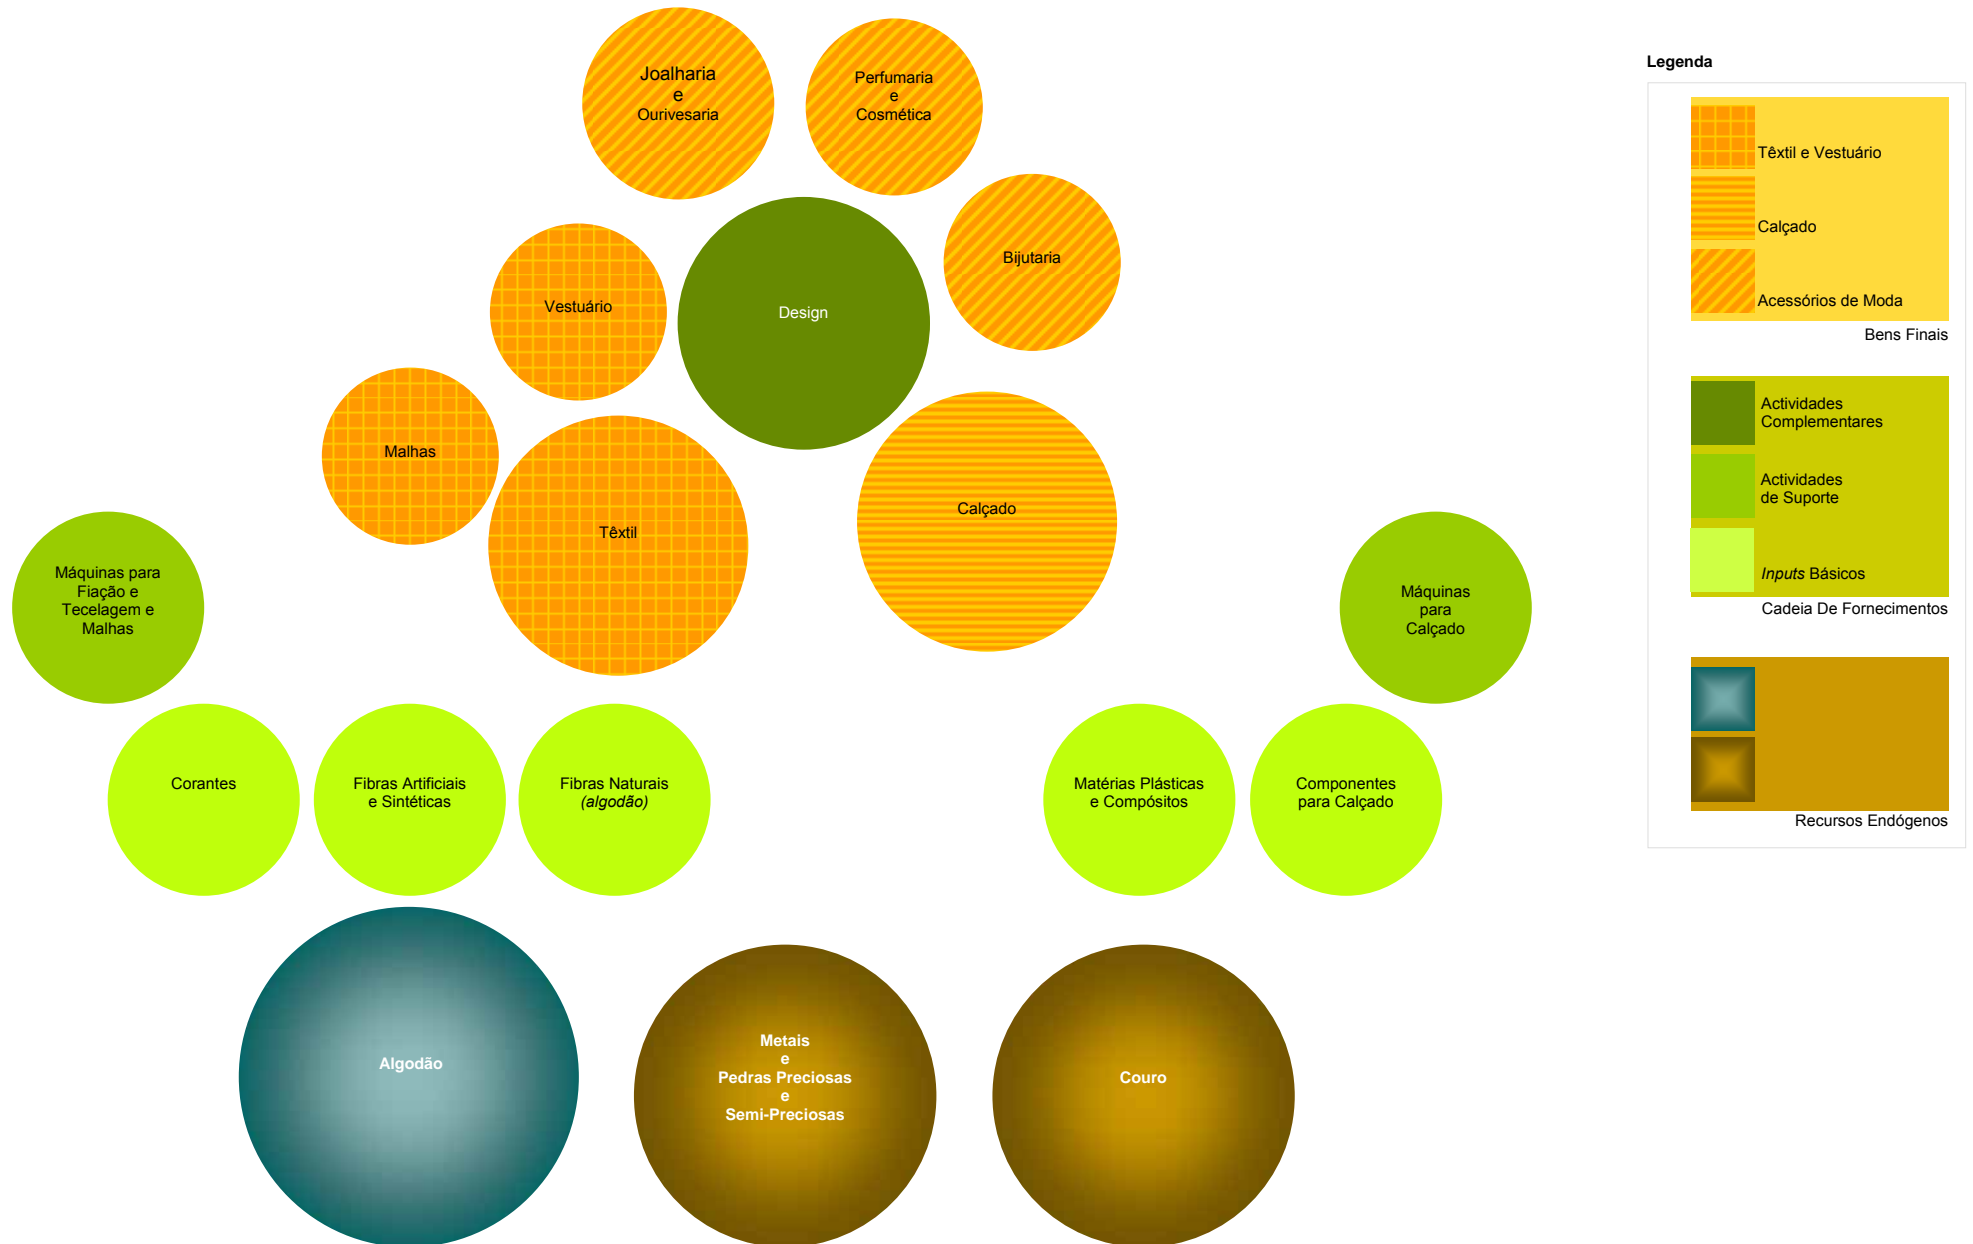 Joalharia
e
Ourivesaria
Perfumaria
e
Cosmética
Bijutaria
Vestuário
Design
Malhas
Têxtil
Calçado
Máquinas para
Fiação e
Tecelagem e
Malhas
Máquinas
para
Calçado
Corantes
Fibras Artificiais
e Sintéticas
Fibras Naturais
(algodão)
Matérias Plásticas
e Compósitos
Componentes
para Calçado
Algodão
Metais
e
Pedras Preciosas
e
Semi-Preciosas
Couro
Legenda
Têxtil e Vestuário
Calçado
Acessórios de Moda
Bens Finais
Actividades
Complementares
Actividades
de Suporte
Inputs Básicos
Cadeia De Fornecimentos
Recursos Endógenos